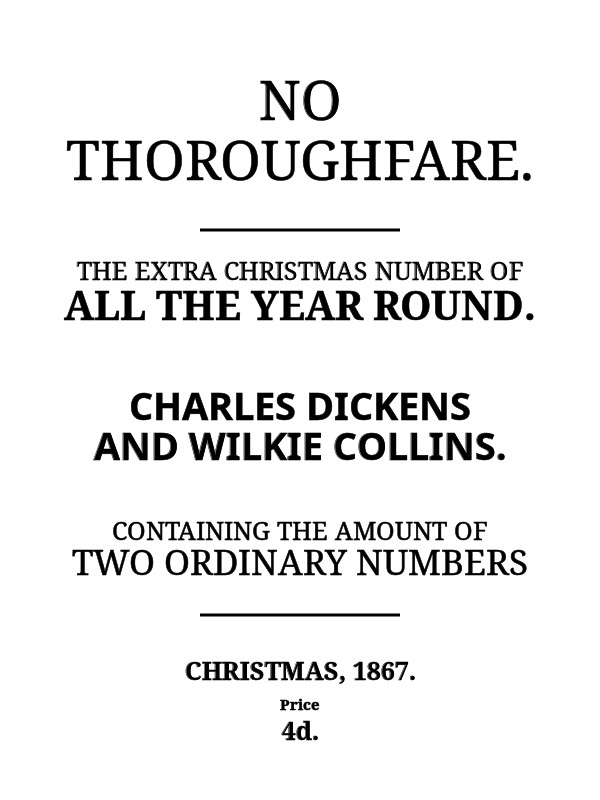 NO
THOROUGHFARE.
THE EXTRA CHRISTMAS NUMBER OF
ALL THE YEAR ROUND.
CHARLES DICKENS
AND WILKIE COLLINS.
CONTAINING THE AMOUNT OF
TWO ORDINARY NUMBERS
CHRISTMAS, 1867.
Price
4d.